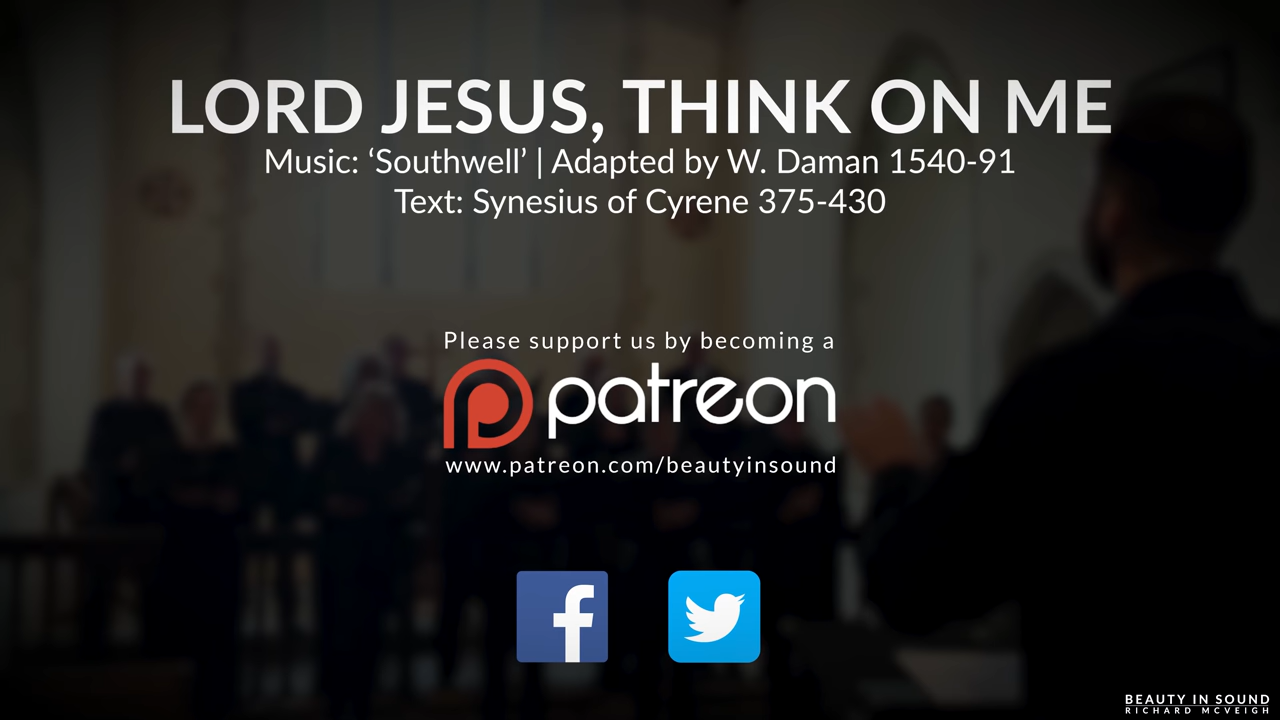 LORD JESUS, THINK ON ME
Music: ‘Southwell’ | Adapted by W. Daman 1540-91
Text: Synesius of Cyrene 375-430
Please support us by becoming a
patreon
www.patreon.com/beautyinsound
BEAUTY IN SOUND
RICHARD MCVEIGH